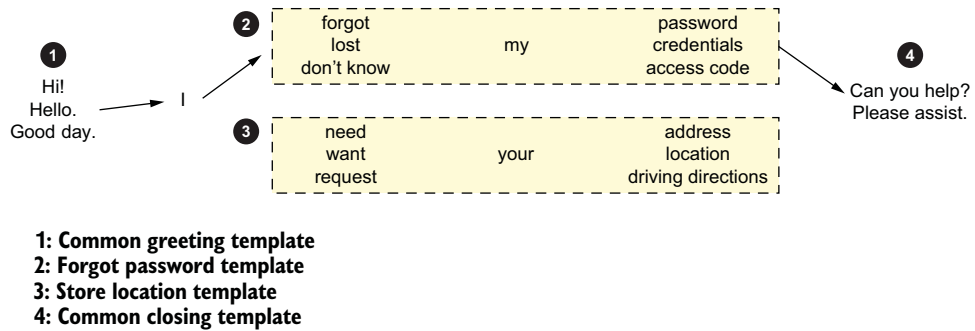 1
Hi!
Hello.
Good day.
I
2
forgot my password
lost credentials
don't know access code
3
need your address
want location
request driving directions
4
Can you help?
Please assist.
1: Common greeting template
2: Forgot password template
3: Store location template
4: Common closing template